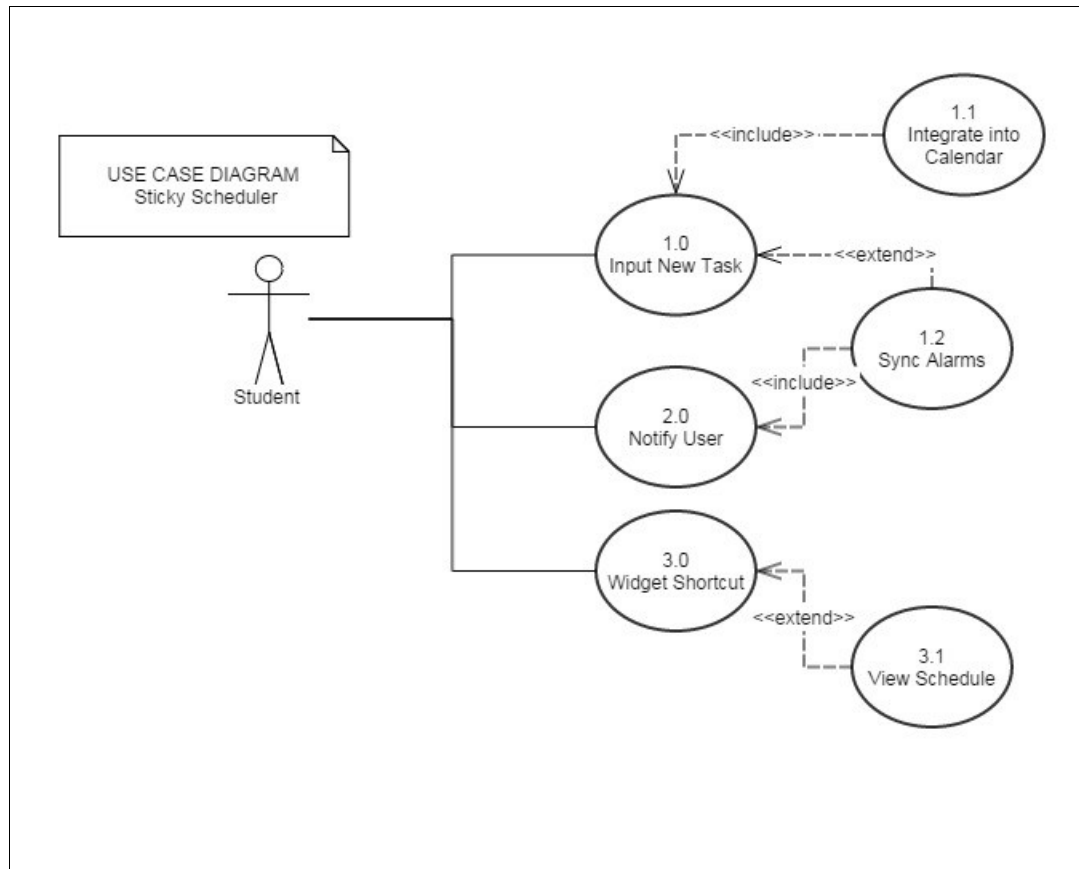 USE CASE DIAGRAM
Sticky Scheduler
Student
1.0
Input New Task
<<include>>
1.1
Integrate into
Calendar
<<extend>>
1.2
Sync Alarms
<<include>>
2.0
Notify User
3.0
Widget Shortcut
<<extend>>
3.1
View Schedule